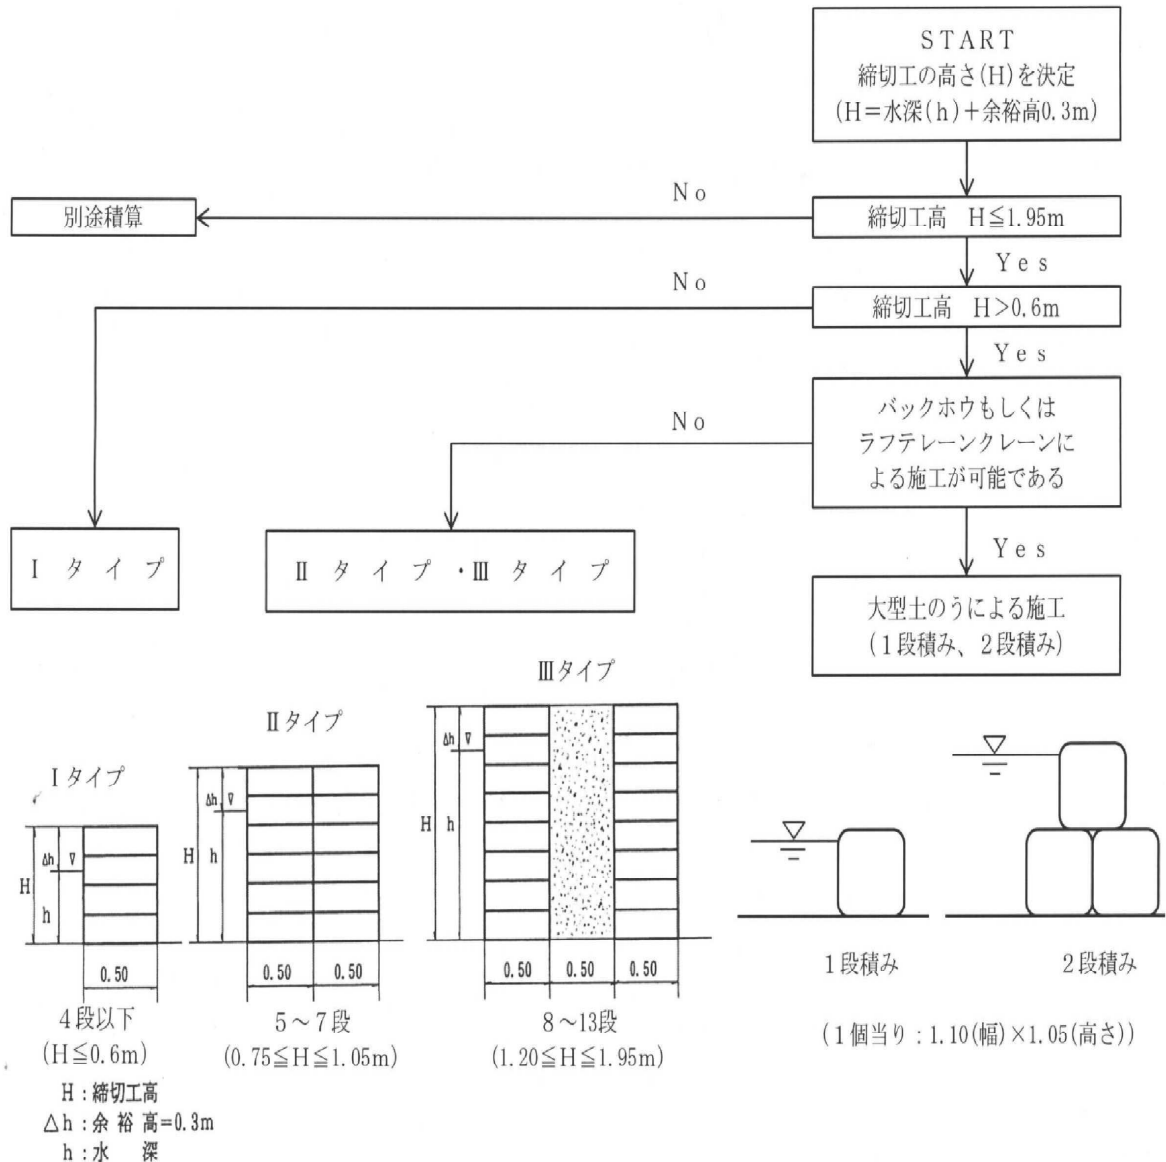 START
締切工の高さ(H)を決定
(H=水深(h)+余裕高0.3m)
No
別途積算
締切工高 H≦1.95m
Yes
No
締切工高 H>0.6m
Yes
バックホウもしくは
ラフテレーンクレーンに
よる施工が可能である
No
Yes
Ⅰ タ イ プ
Ⅱ タ イ プ ・Ⅲ タ イ プ
大型土のうによる施工
(1段積み、2段積み)
Ⅰタイプ
H
Δh
h
0.50
4段以下
(H≦0.6m)
Ⅱタイプ
H
Δh
h
0.50 0.50
5～7段
(0.75≦H≦1.05m)
Ⅲタイプ
H
Δh
h
0.50 0.50 0.50
8～13段
(1.20≦H≦1.95m)
1段積み
2段積み
(1個当り：1.10(幅)×1.05(高さ))
H：締切工高
△h：余 裕 高=0.3m
h：水 深